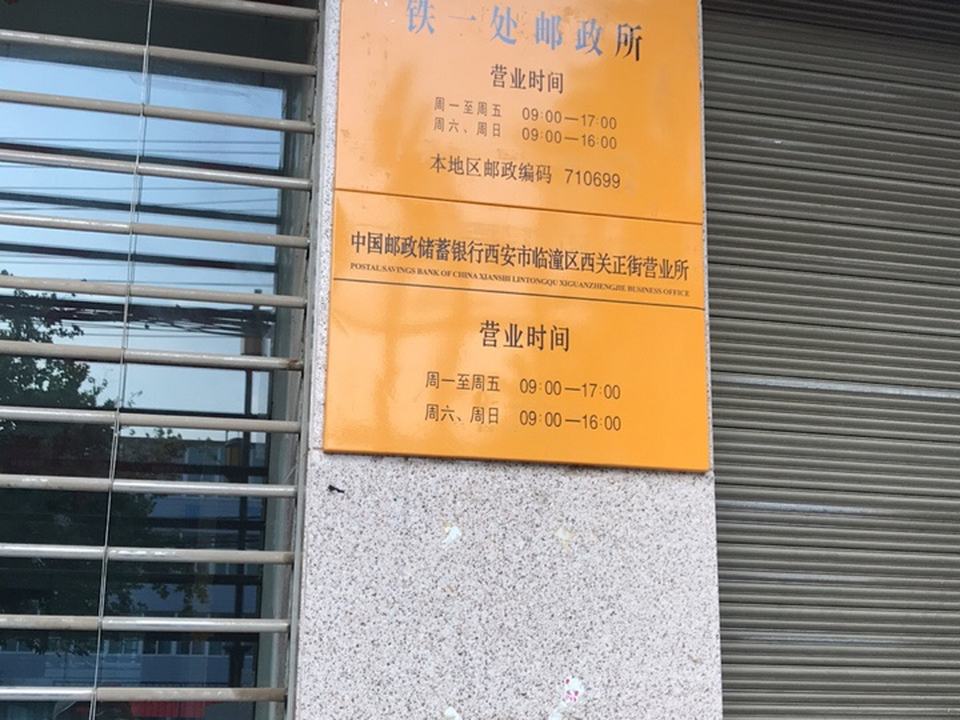 铁一处邮政所
营业时间
周一至周五 09:00—17:00
周六、周日 09:00—16:00
本地区邮政编码 710699
中国邮政储蓄银行西安市临潼区西关正街营业所
POSTAL SAVINGS BANK OF CHINA XIANSHI LINTONGQU XIGUANZHENGJIE BUSINESS OFFICE
营业时间
周一至周五 09:00—17:00
周六、周日 09:00—16:00